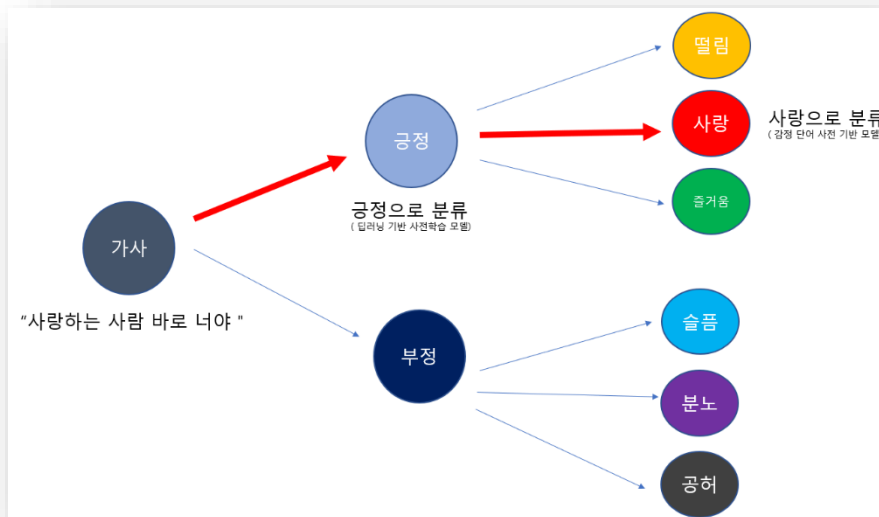 떨림
긍정
사랑
사랑으로 분류
( 감정 단어 사전 기반 모델
즐거움
긍정으로 분류
( 딥러닝 기반 사전학습 모델)
가사
"사랑하는 사람 바로 너야 "
부정
슬픔
분노
공허